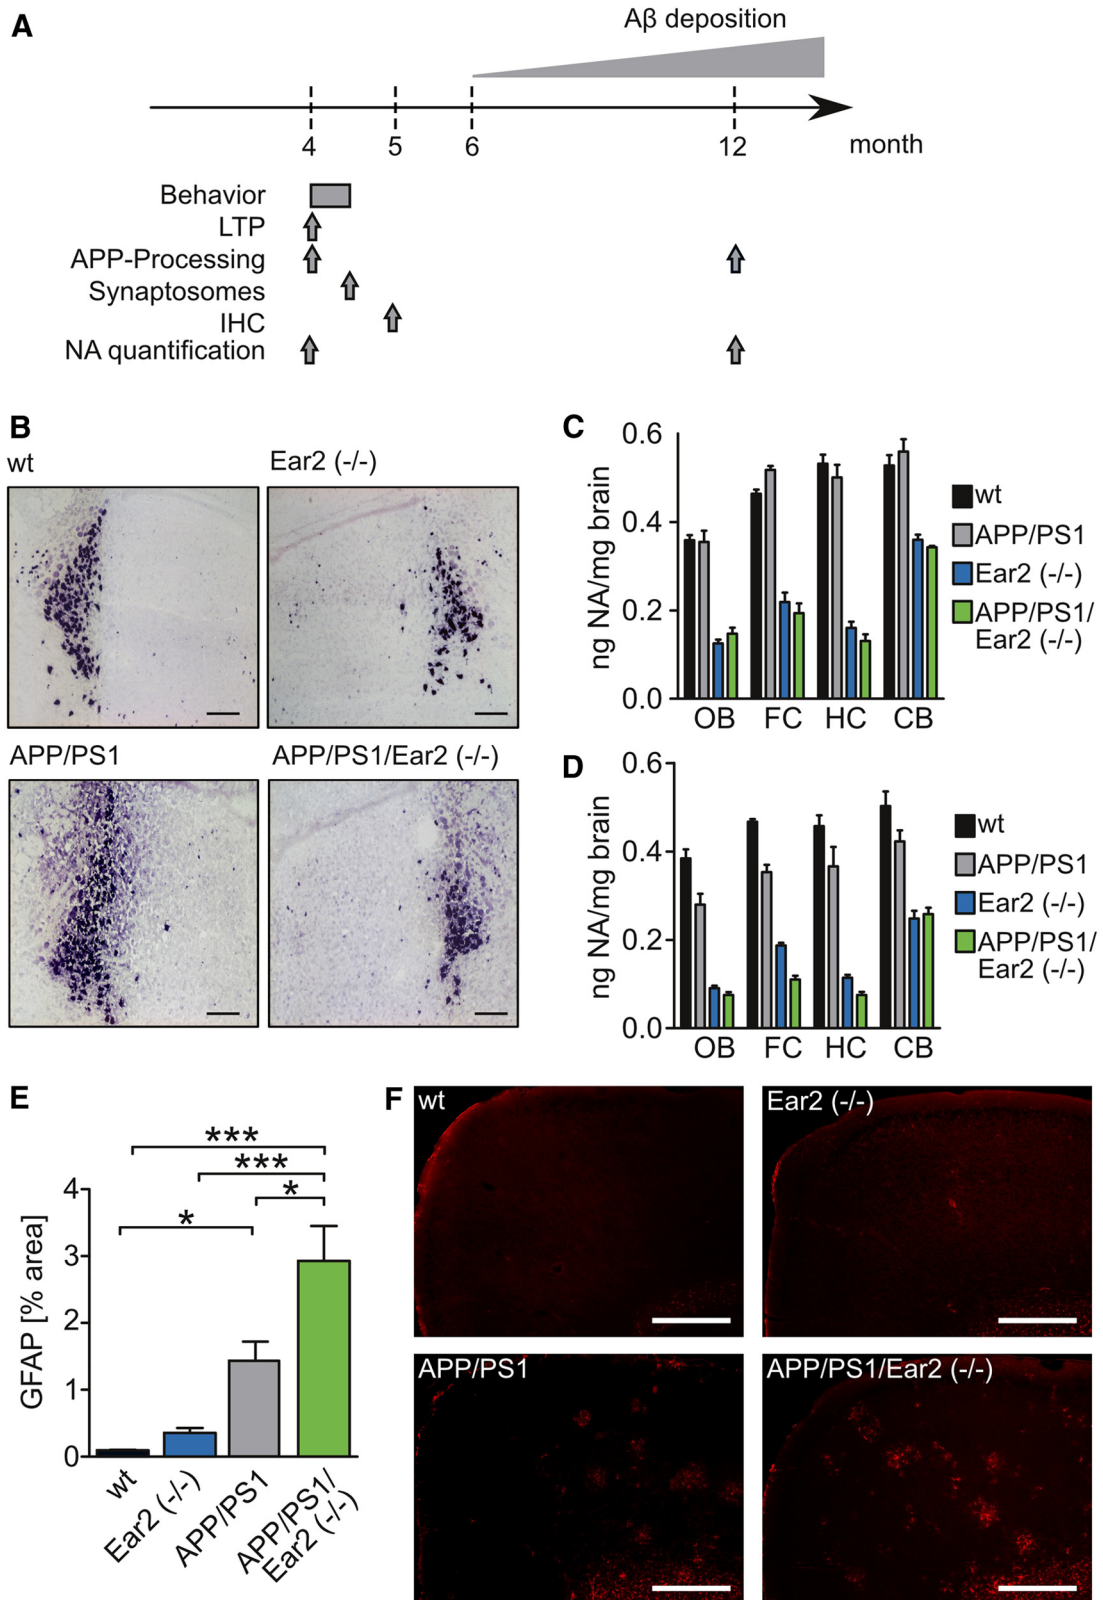 A
Aβ deposition
4 5 6 12 month
Behavior
LTP
APP-Processing
Synaptosomes
IHC
NA quantification
B
wt
Ear2 (-/-)
APP/PS1
APP/PS1/Ear2 (-/-)
C
ng NA/mg brain
0.6
0.4
0.2
0.0
OB FC HC CB
wt
APP/PS1
Ear2 (-/-)
APP/PS1/
Ear2 (-/-)
D
ng NA/mg brain
0.6
0.4
0.2
0.0
OB FC HC CB
wt
APP/PS1
Ear2 (-/-)
APP/PS1/
Ear2 (-/-)
E
GFAP [% area]
4
3
2
1
0
***
***
*
*
wt
Ear2 (-/-)
APP/PS1
APP/PS1/
Ear2 (-/-)
F
wt
Ear2 (-/-)
APP/PS1
APP/PS1/Ear2 (-/-)